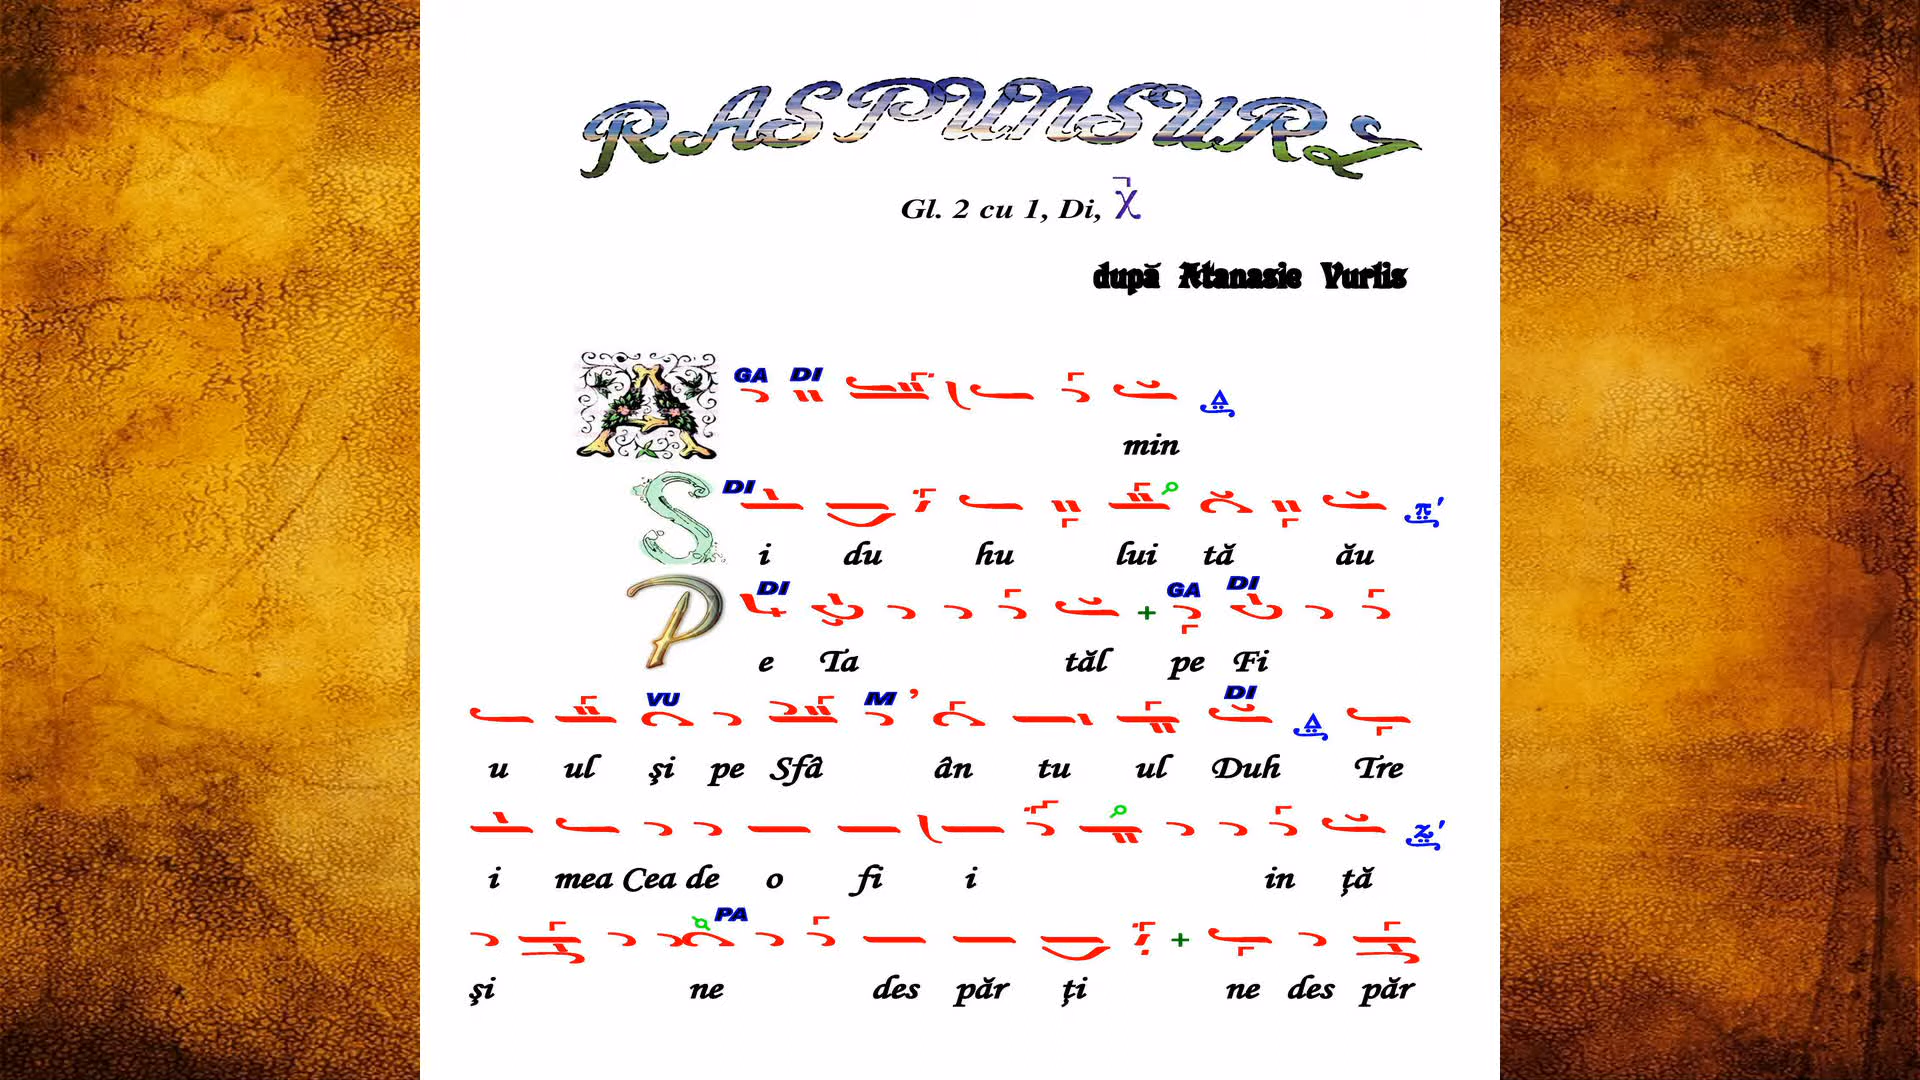 RASPUNSURI
Gl. 2 cu 1, Di,
după Atanasie Vurlis
GA DI
A min
DI
S i du hu lui tă ău
DI GA DI
P e Ta tăl pe Fi
VU M DI
u ul şi pe Sfâ ân tu ul Duh Tre
i mea Cea de o fi i in ţă
PA
şi ne des păr ţi ne des păr